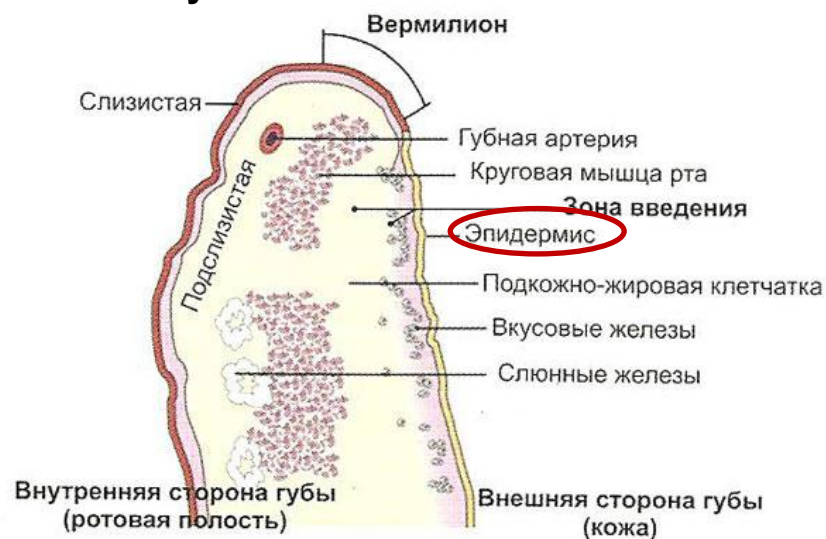 Вермилион
Слизистая
Губная артерия
Круговая мышца рта
Зона введения
Эпидермис
Подслизистая
Подкожно-жировая клетчатка
Вкусовые железы
Слюнные железы
Внутренняя сторона губы
(ротовая полость)
Внешняя сторона губы
(кожа)